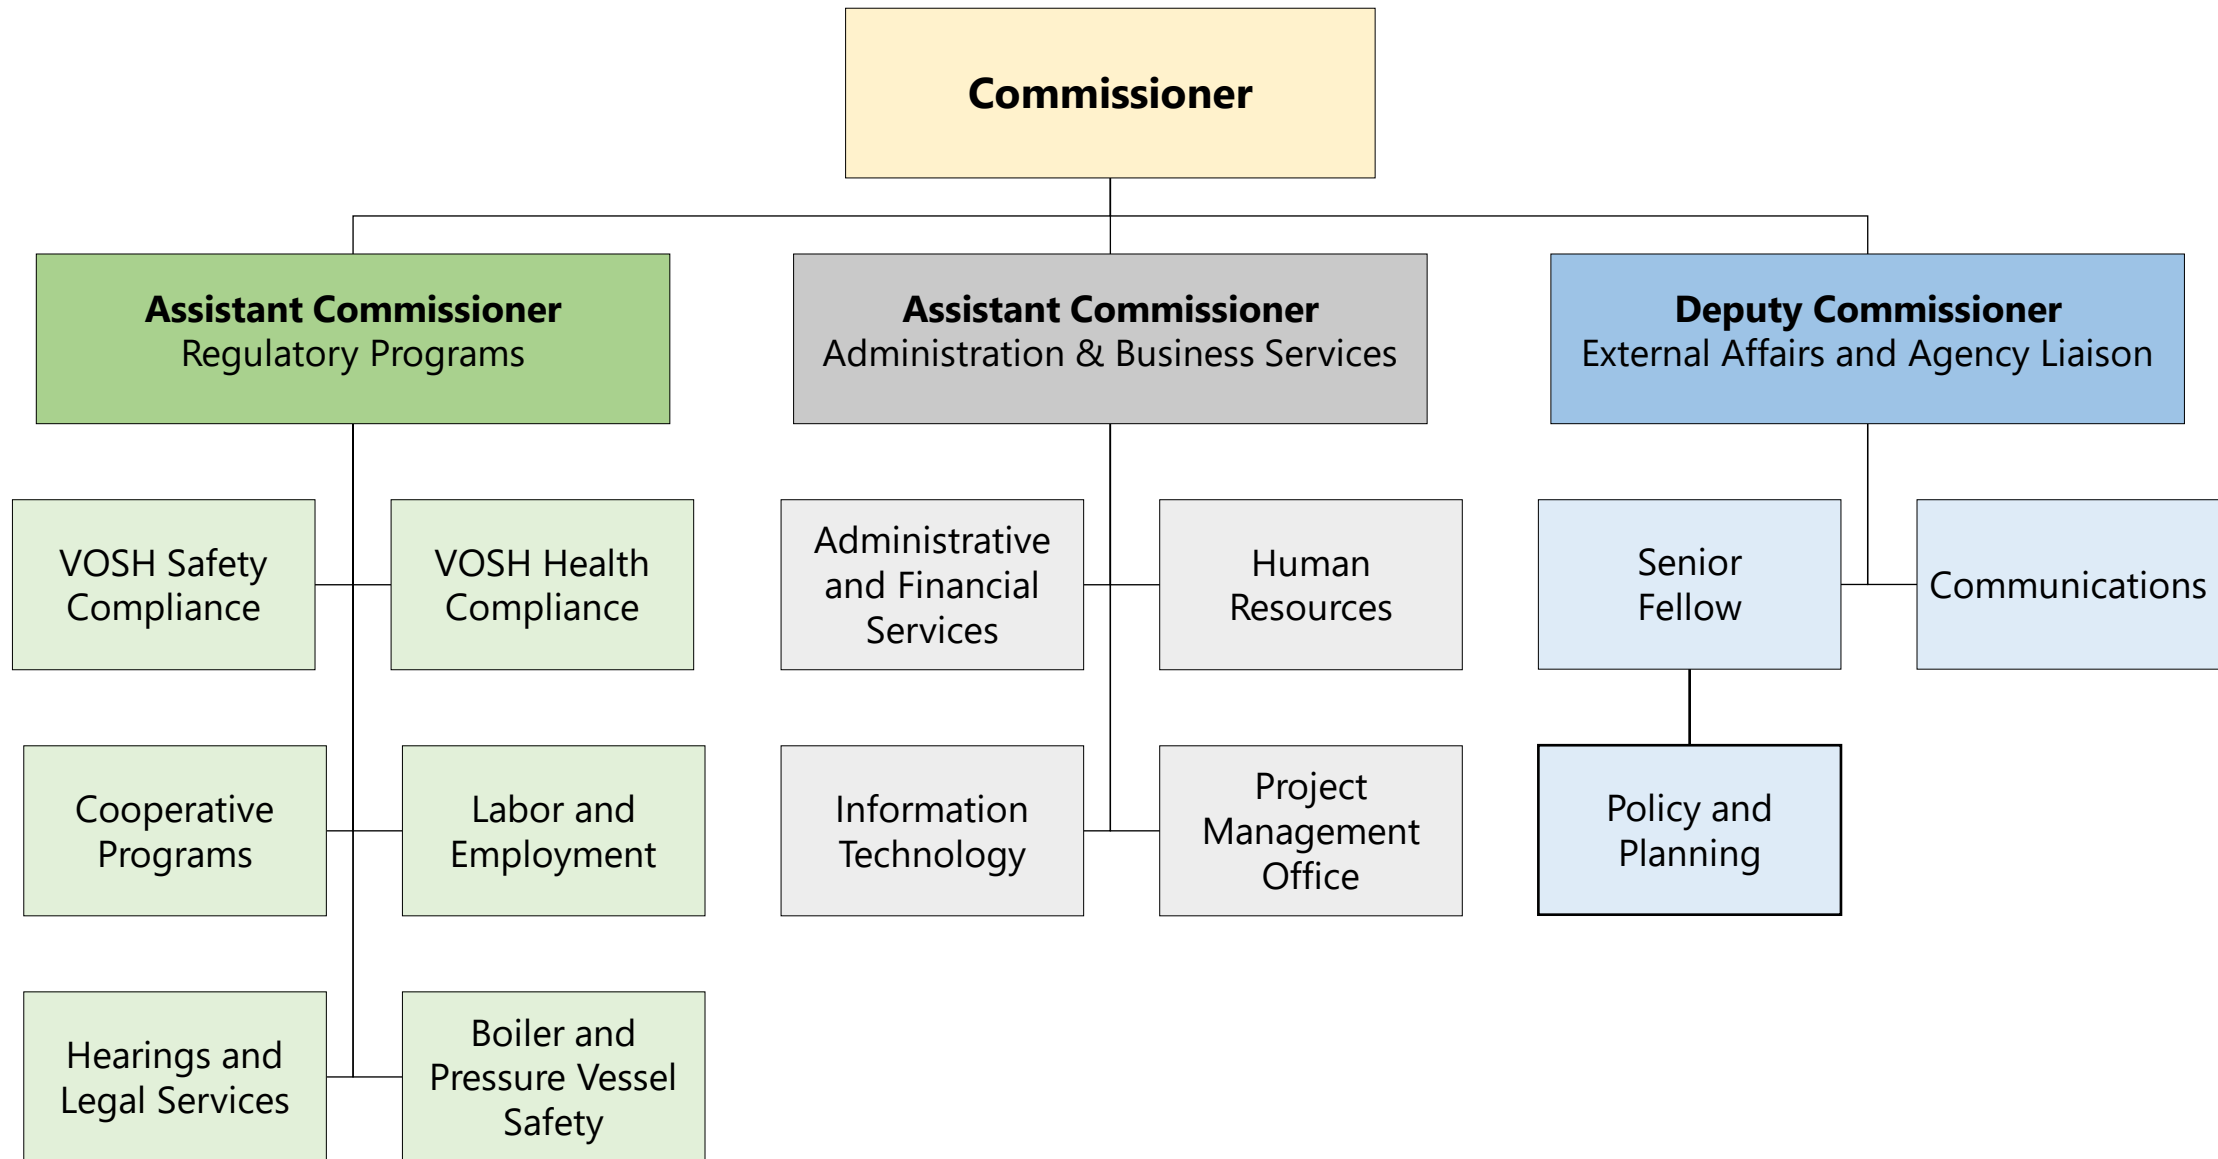 Commissioner
Assistant Commissioner
Regulatory Programs
Assistant Commissioner
Administration & Business Services
Deputy Commissioner
External Affairs and Agency Liaison
VOSH Safety
Compliance
VOSH Health
Compliance
Administrative
and Financial
Services
Human
Resources
Senior
Fellow
Communications
Cooperative
Programs
Labor and
Employment
Information
Technology
Project
Management
Office
Policy and
Planning
Hearings and
Legal Services
Boiler and
Pressure Vessel
Safety